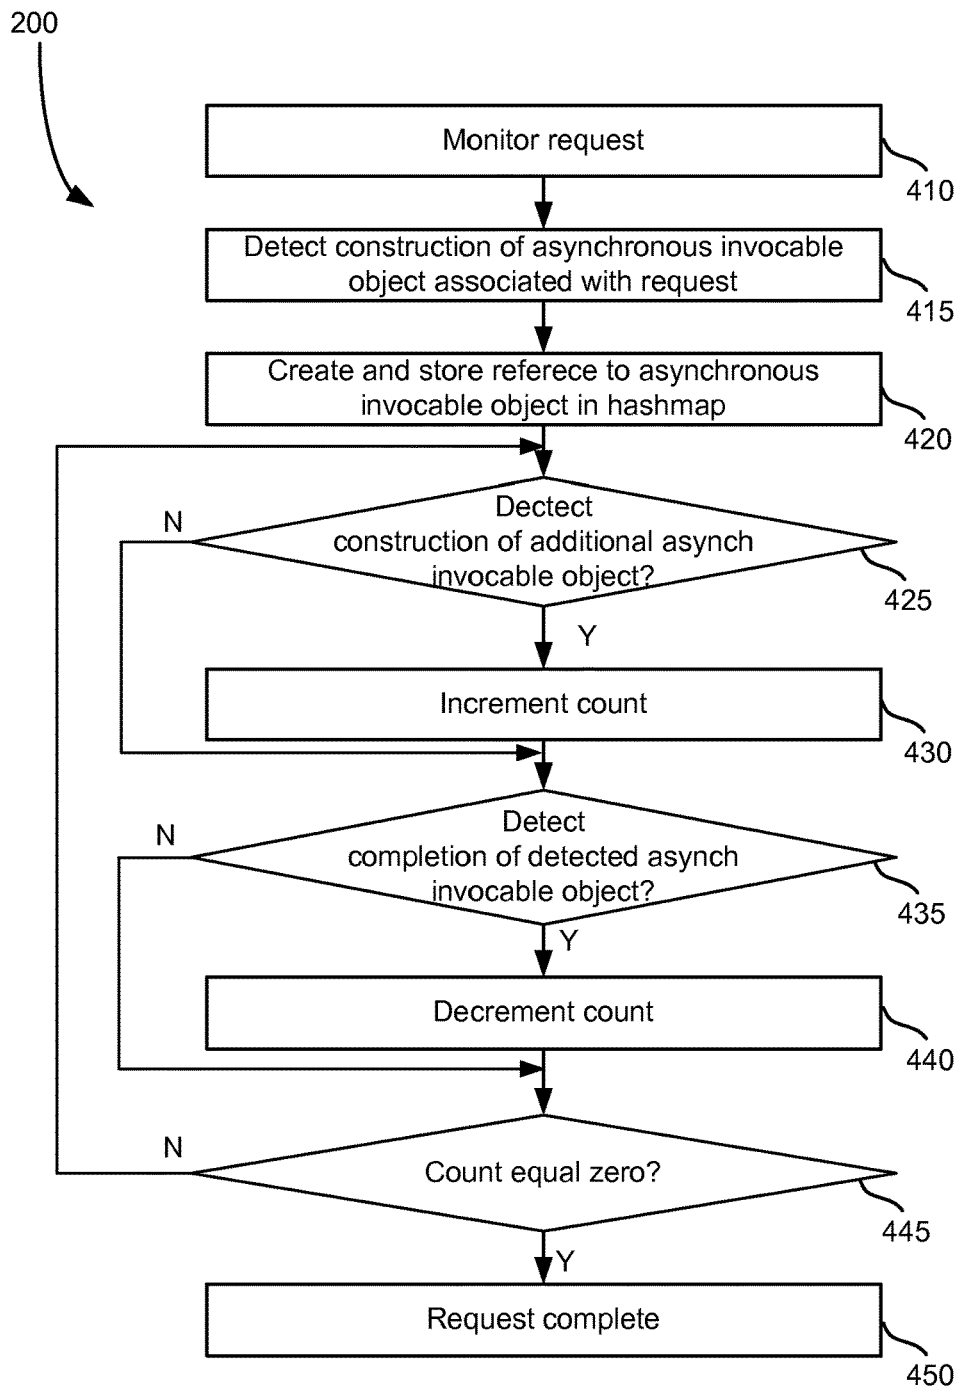 200
Monitor request
410
Detect construction of asynchronous invocable
object associated with request
415
Create and store referece to asynchronous
invocable object in hashmap
420
N
Dectect
construction of additional asynch
invocable object?
425
Y
Increment count
430
N
Detect
completion of detected asynch
invocable object?
435
Y
Decrement count
440
N
Count equal zero?
445
Y
Request complete
450